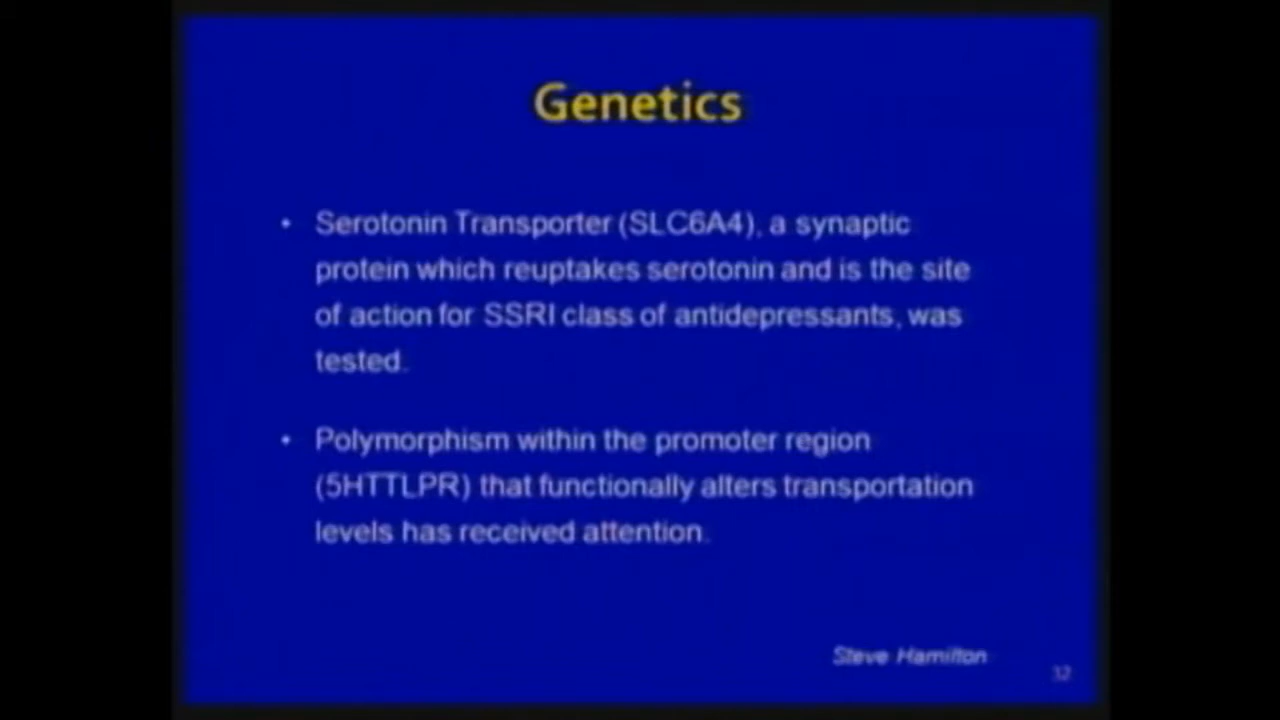 Genetics
• Serotonin Transporter (SLC6A4), a synaptic
protein which reuptakes serotonin and is the site
of action for SSRI class of antidepressants, was
tested.
• Polymorphism within the promoter region
(5HTTLPR) that functionally alters transportation
levels has received attention.
Steve Hamilton
32